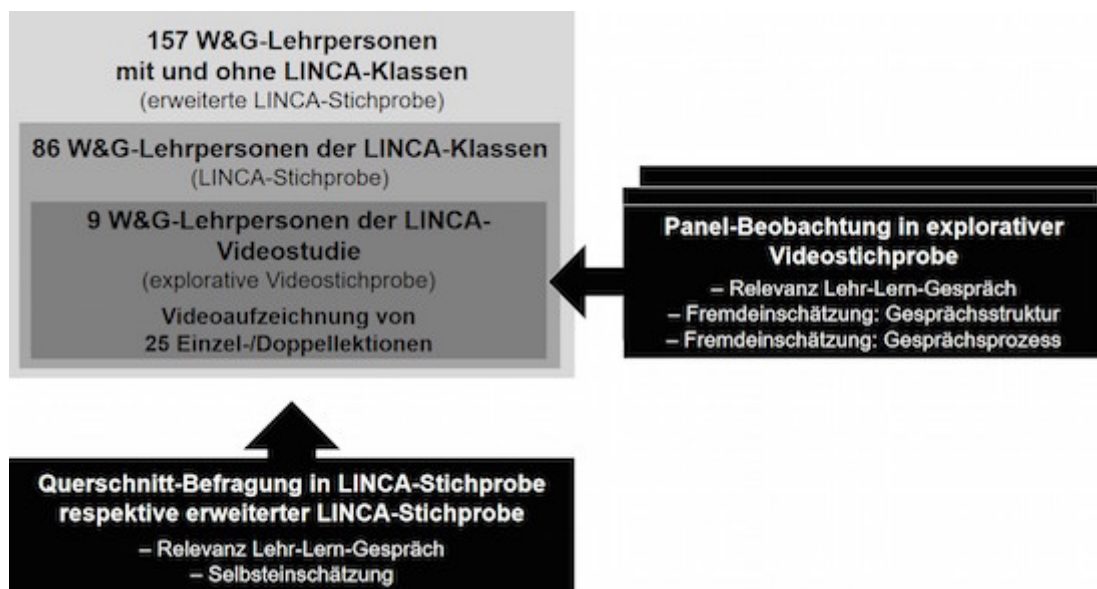 157 W&G-Lehrpersonen
mit und ohne LINCA-Klassen
(erweiterte LINCA-Stichprobe)
86 W&G-Lehrpersonen der LINCA-Klassen
(LINCA-Stichprobe)
9 W&G-Lehrpersonen der LINCA-
Videostudie
(explorative Videostichprobe)
Videoaufzeichnung von
25 Einzel-/Doppellektionen
Panel-Beobachtung in explorativer
Videostichprobe
– Relevanz Lehr-Lern-Gespräch
– Fremdeinschätzung: Gesprächsstruktur
– Fremdeinschätzung: Gesprächsprozess
Querschnitt-Befragung in LINCA-Stichprobe
respektive erweiterter LINCA-Stichprobe
– Relevanz Lehr-Lern-Gespräch
– Selbsteinschätzung